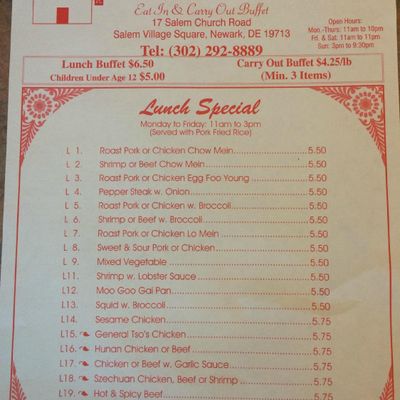 Eat In & Carry Out Buffet
17 Salem Church Road
Salem Village Square, Newark, DE 19713
Tel: (302) 292-8889
Open Hours:
Mon.-Thurs: 11am to 10pm
Fri. & Sat: 11am to 11pm
Sun: 3pm to 9:30pm
Lunch Buffet $6.50
Children Under Age 12 $5.00
Carry Out Buffet $4.25/lb
(Min. 3 Items)
Lunch Special
Monday to Friday: 11am to 3pm
(Served with Pork Fried Rice)
L 1. Roast Pork or Chicken Chow Mein 5.50
L 2. Shrimp or Beef Chow Mein 5.50
L 3. Roast Pork or Chicken Egg Foo Young 5.50
L 4. Pepper Steak w. Onion 5.50
L 5. Roast Pork or Chicken w. Broccoli 5.50
L 6. Shrimp or Beef w. Broccoli 5.50
L 7. Roast Pork or Chicken Lo Mein 5.50
L 8. Sweet & Sour Pork or Chicken 5.50
L 9. Mixed Vegetable 5.50
L11. Shrimp w. Lobster Sauce 5.50
L12. Moo Goo Gai Pan 5.50
L13. Squid w. Broccoli 5.50
L14. Sesame Chicken 5.75
L15. General Tso's Chicken 5.75
L16. Hunan Chicken or Beef 5.75
L17. Chicken or Beef w. Garlic Sauce 5.75
L18. Szechuan Chicken, Beef or Shrimp 5.75
L19. Hot & Spicy Beef 5.75